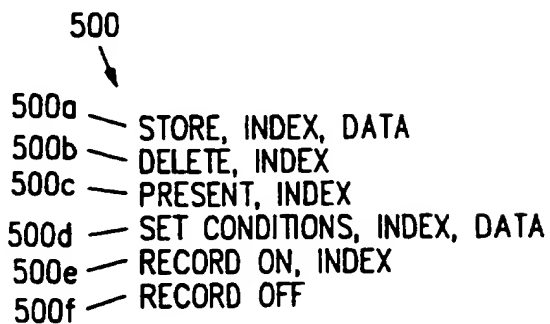 500
500a STORE, INDEX, DATA
500b DELETE, INDEX
500c PRESENT, INDEX
500d SET CONDITIONS, INDEX, DATA
500e RECORD ON, INDEX
500f RECORD OFF